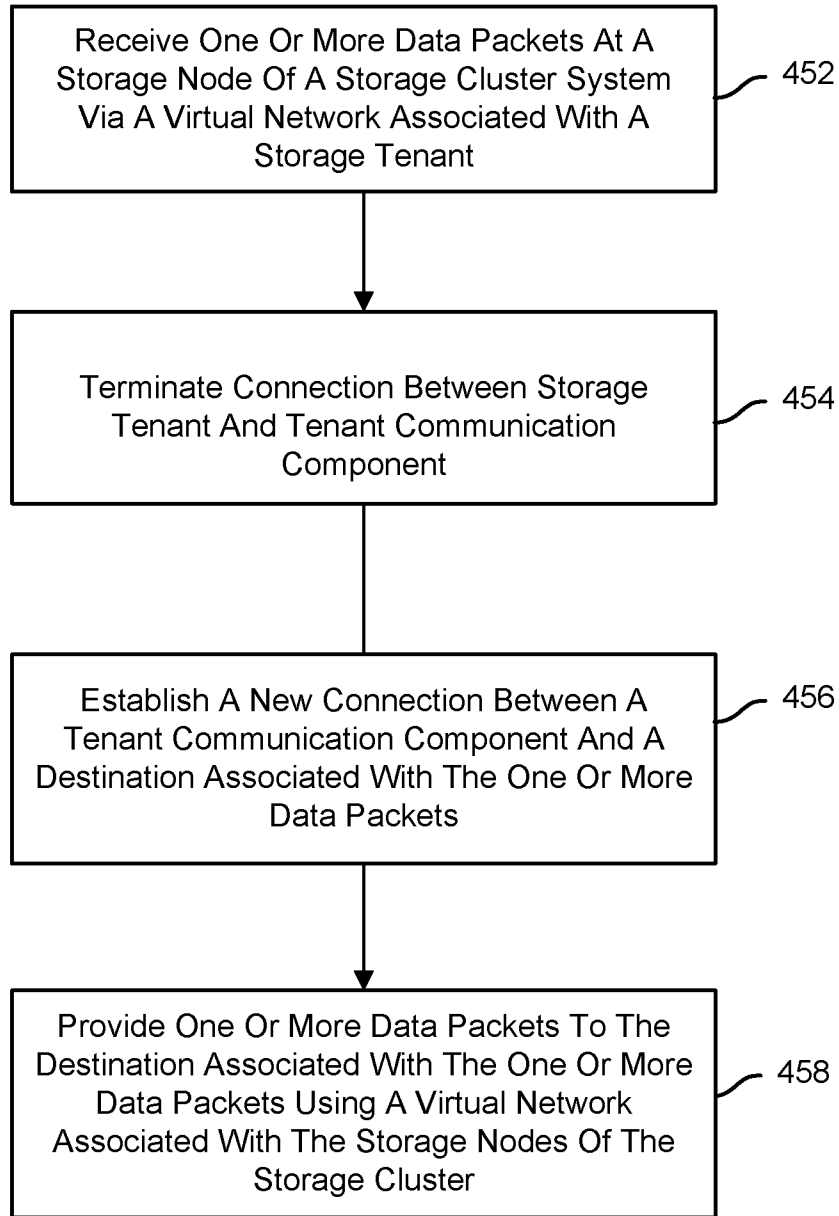 Receive One Or More Data Packets At A
Storage Node Of A Storage Cluster System
Via A Virtual Network Associated With A
Storage Tenant
452
Terminate Connection Between Storage
Tenant And Tenant Communication
Component
454
Establish A New Connection Between A
Tenant Communication Component And A
Destination Associated With The One Or More
Data Packets
456
Provide One Or More Data Packets To The
Destination Associated With The One Or More
Data Packets Using A Virtual Network
Associated With The Storage Nodes Of The
Storage Cluster
458